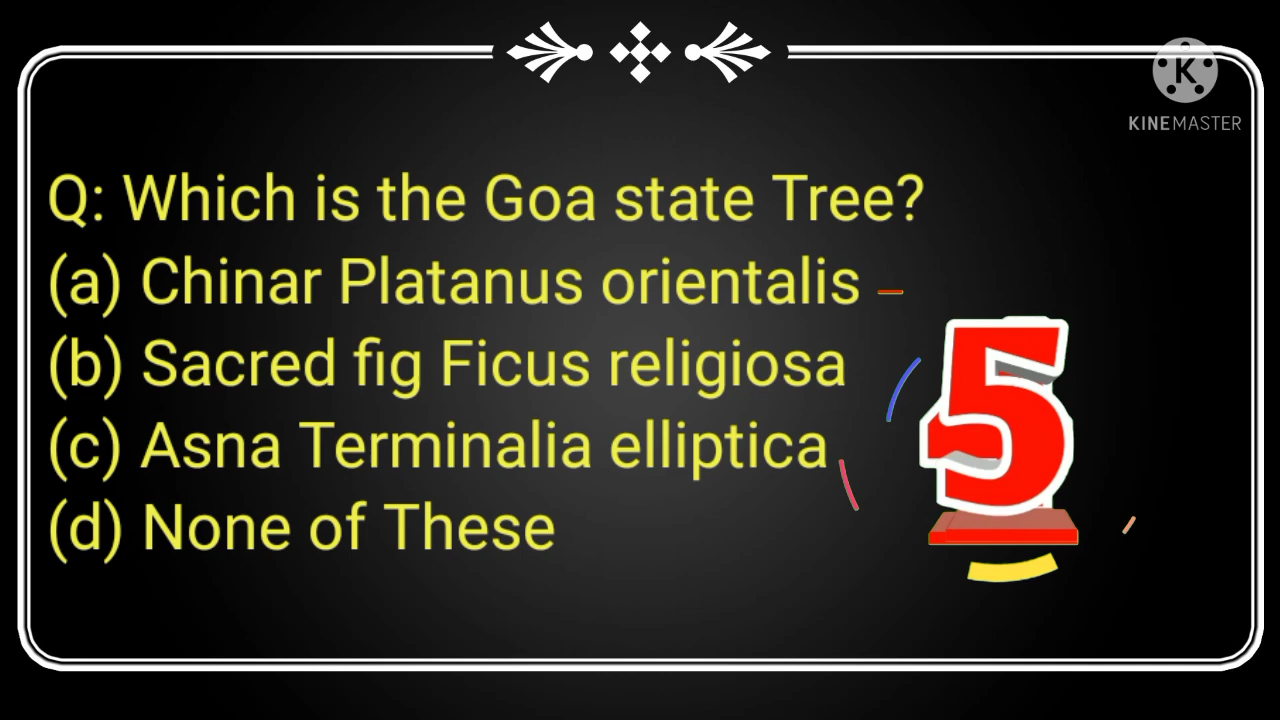 K
KINEMASTER
Q: Which is the Goa state Tree?
(a) Chinar Platanus orientalis
(b) Sacred fig Ficus religiosa
(c) Asna Terminalia elliptica
(d) None of These
5